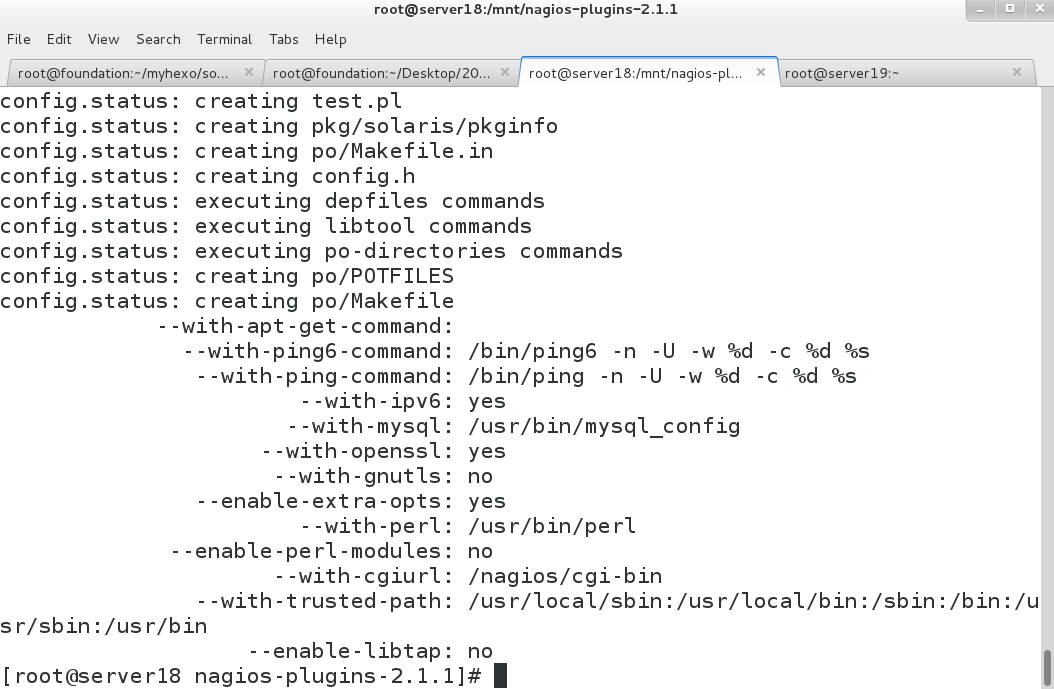 root@server18:/mnt/nagios-plugins-2.1.1
File Edit View Search Terminal Tabs Help
root@foundation:~/myhexo/so... root@foundation:~/Desktop/20... root@server18:/mnt/nagios-pl... root@server19:~
config.status: creating test.pl
config.status: creating pkg/solaris/pkginfo
config.status: creating po/Makefile.in
config.status: creating config.h
config.status: executing depfiles commands
config.status: executing libtool commands
config.status: executing po-directories commands
config.status: creating po/POTFILES
config.status: creating po/Makefile
--with-apt-get-command:
--with-ping6-command: /bin/ping6 -n -U -w %d -c %d %s
--with-ping-command: /bin/ping -n -U -w %d -c %d %s
--with-ipv6: yes
--with-mysql: /usr/bin/mysql_config
--with-openssl: yes
--with-gnutls: no
--enable-extra-opts: yes
--with-perl: /usr/bin/perl
--enable-perl-modules: no
--with-cgiurl: /nagios/cgi-bin
--with-trusted-path: /usr/local/sbin:/usr/local/bin:/sbin:/bin:/u
sr/sbin:/usr/bin
--enable-libtap: no
[root@server18 nagios-plugins-2.1.1]#